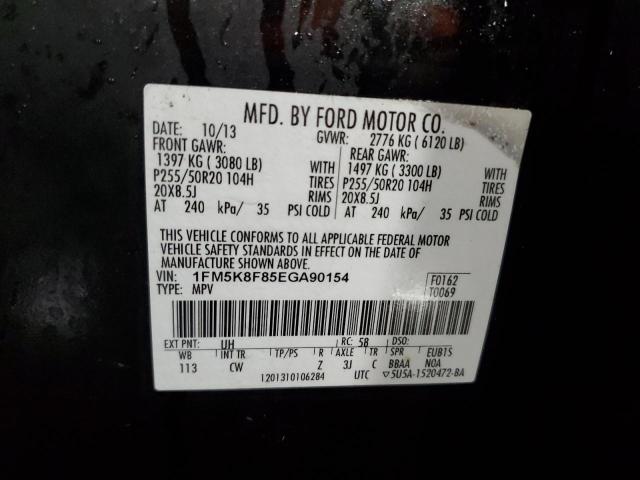 MFD. BY FORD MOTOR CO.
DATE: 10/13 GVWR: 2776 KG ( 6120 LB)
FRONT GAWR: REAR GAWR:
1397 KG ( 3080 LB) WITH 1497 KG ( 3300 LB) WITH
P255/50R20 104H TIRES P255/50R20 104H TIRES
20X8.5J RIMS 20X8.5J RIMS
AT 240 kPa/ 35 PSI COLD AT 240 kPa/ 35 PSI COLD
THIS VEHICLE CONFORMS TO ALL APPLICABLE FEDERAL MOTOR
VEHICLE SAFETY STANDARDS IN EFFECT ON THE DATE OF
MANUFACTURE SHOWN ABOVE.
VIN: 1FM5K8F85EGA90154 F0162
TYPE: MPV T0069
EXT PNT: UH RC: 58 DSO:
WB INT TR TP/PS R AXLE TR SPR EUB1S
113 CW Z 3J C BBAA NOA
1201310106284 UTC ▽5U5A-1520472-BA